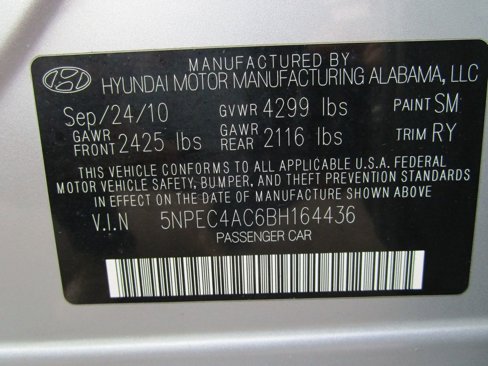 MANUFACTURED BY
HYUNDAI MOTOR MANUFACTURING ALABAMA, LLC
Sep/24/10 GVWR 4299 lbs PAINT SM
GAWR FRONT 2425 lbs GAWR REAR 2116 lbs TRIM RY
THIS VEHICLE CONFORMS TO ALL APPLICABLE U.S.A. FEDERAL
MOTOR VEHICLE SAFETY, BUMPER, AND THEFT PREVENTION STANDARDS
IN EFFECT ON THE DATE OF MANUFACTURE SHOWN ABOVE
V.I.N 5NPEC4AC6BH164436
PASSENGER CAR